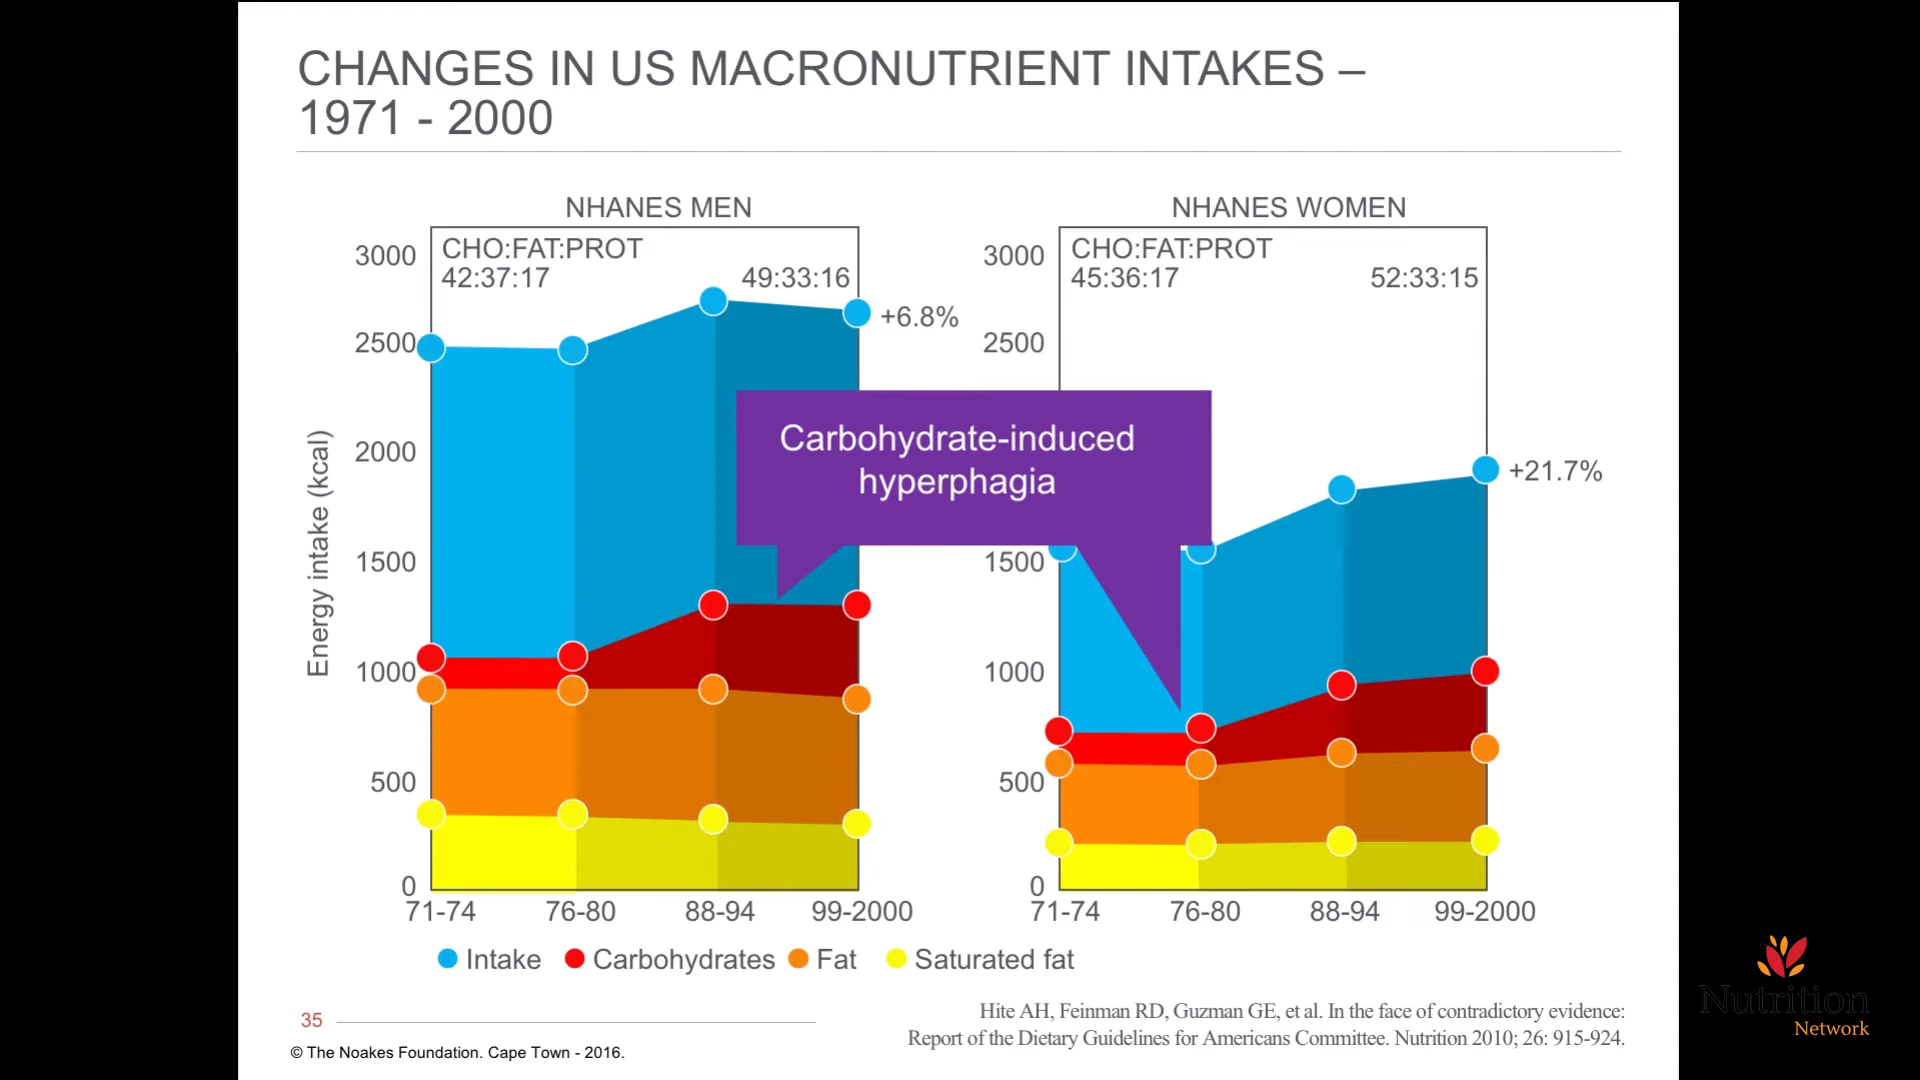 CHANGES IN US MACRONUTRIENT INTAKES –
1971 - 2000
NHANES MEN
CHO:FAT:PROT
42:37:17
49:33:16
+6.8%
3000
2500
2000
1500
1000
500
0
Energy intake (kcal)
71-74
76-80
88-94
99-2000
NHANES WOMEN
CHO:FAT:PROT
45:36:17
52:33:15
+21.7%
3000
2500
1500
1000
500
0
71-74
76-80
88-94
99-2000
Carbohydrate-induced
hyperphagia
Intake
Carbohydrates
Fat
Saturated fat
Hite AH, Feinman RD, Guzman GE, et al. In the face of contradictory evidence:
Report of the Dietary Guidelines for Americans Committee. Nutrition 2010; 26: 915-924.
35
© The Noakes Foundation. Cape Town - 2016.
Nutrition
Network